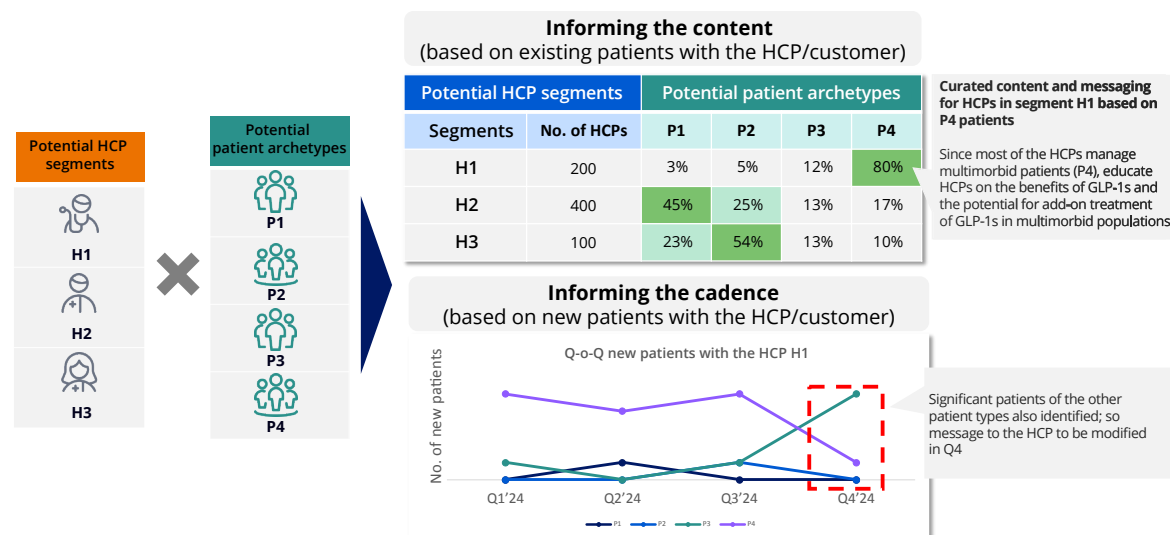 Informing the content
(based on existing patients with the HCP/customer)
Potential HCP
segments
H1
H2
H3
Potential
patient archetypes
P1
P2
P3
P4
Potential HCP segments Potential patient archetypes
Segments No. of HCPs P1 P2 P3 P4
H1 200 3% 5% 12% 80%
H2 400 45% 25% 13% 17%
H3 100 23% 54% 13% 10%
Curated content and messaging
for HCPs in segment H1 based on
P4 patients
Since most of the HCPs manage
multimorbid patients (P4), educate
HCPs on the benefits of GLP-1s and
the potential for add-on treatment
of GLP-1s in multimorbid populations
Informing the cadence
(based on new patients with the HCP/customer)
Q-o-Q new patients with the HCP H1
No. of new patients
Q1’24 Q2’24 Q3’24 Q4’24
P1 P2 P3 P4
Significant patients of the other
patient types also identified; so
message to the HCP to be modified
in Q4